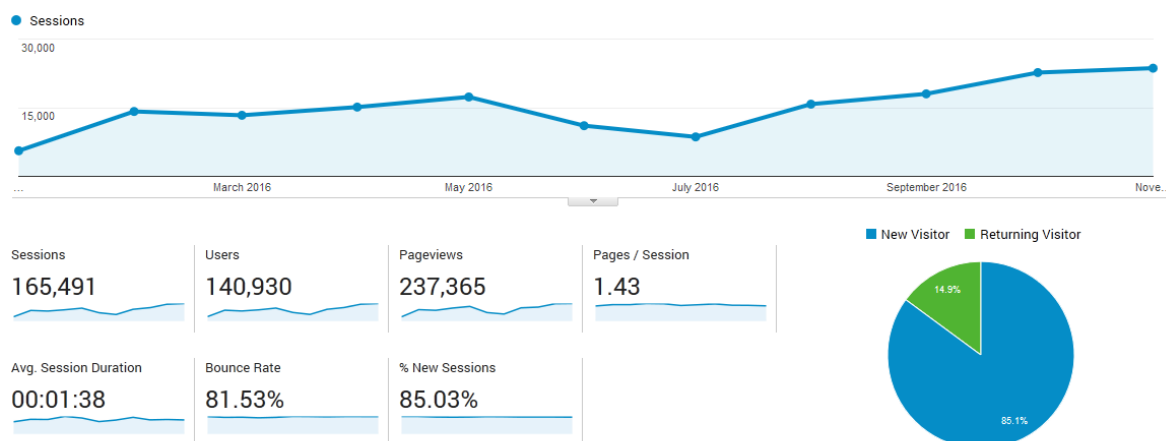 Sessions
30,000
15,000
...
March 2016
May 2016
July 2016
September 2016
Nove...
New Visitor
Returning Visitor
Sessions
Users
Pageviews
Pages / Session
165,491
140,930
237,365
1.43
14.9%
Avg. Session Duration
Bounce Rate
% New Sessions
00:01:38
81.53%
85.03%
85.1%